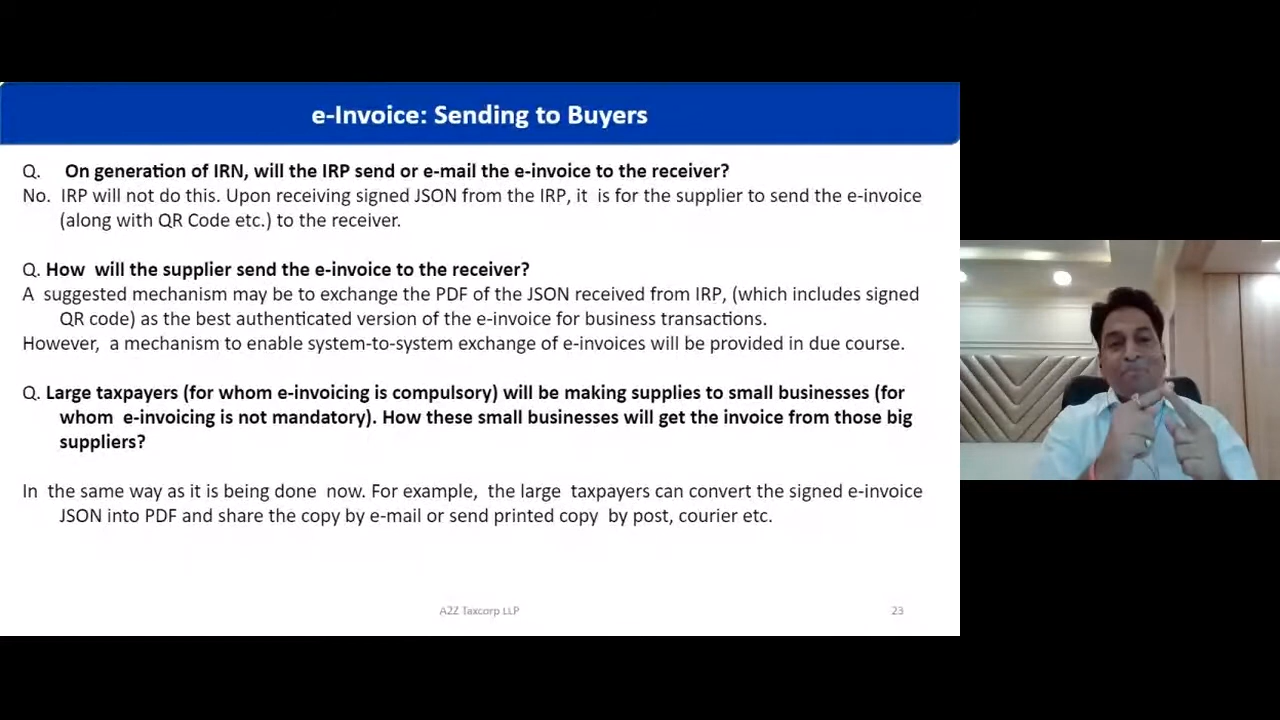 e-Invoice: Sending to Buyers
Q. On generation of IRN, will the IRP send or e-mail the e-invoice to the receiver?
No. IRP will not do this. Upon receiving signed JSON from the IRP, it is for the supplier to send the e-invoice
(along with QR Code etc.) to the receiver.
Q. How will the supplier send the e-invoice to the receiver?
A suggested mechanism may be to exchange the PDF of the JSON received from IRP, (which includes signed
QR code) as the best authenticated version of the e-invoice for business transactions.
However, a mechanism to enable system-to-system exchange of e-invoices will be provided in due course.
Q. Large taxpayers (for whom e-invoicing is compulsory) will be making supplies to small businesses (for
whom e-invoicing is not mandatory). How these small businesses will get the invoice from those big
suppliers?
In the same way as it is being done now. For example, the large taxpayers can convert the signed e-invoice
JSON into PDF and share the copy by e-mail or send printed copy by post, courier etc.
A2Z Taxcorp LLP
23